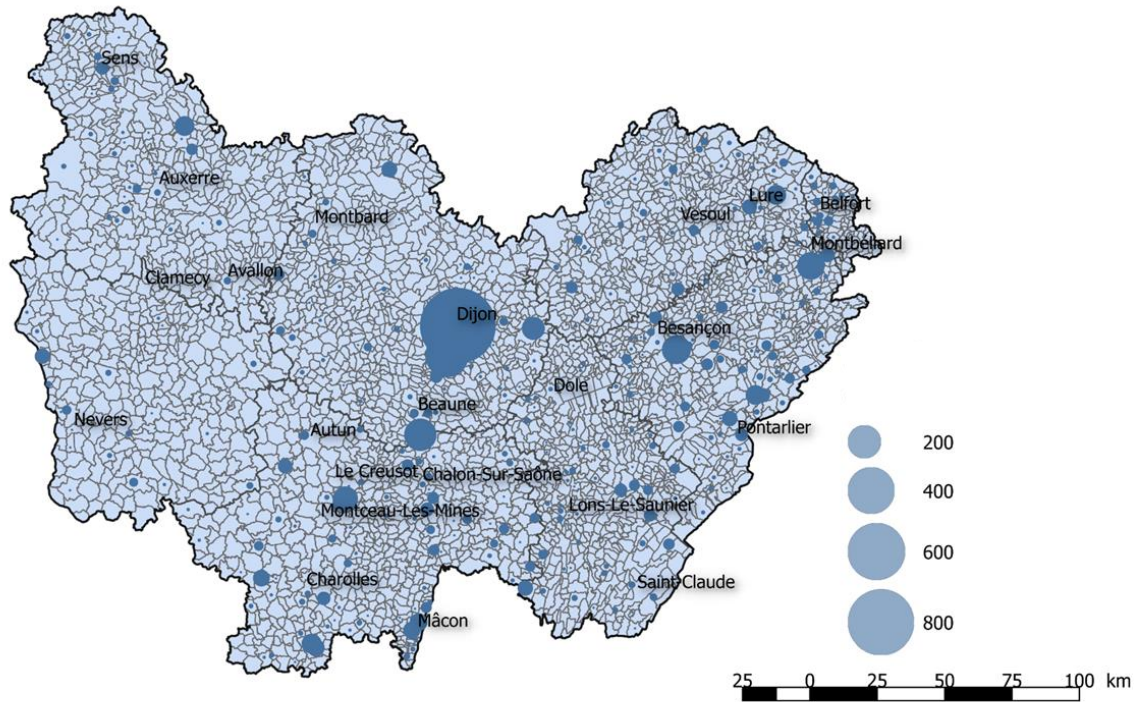 Sens
Auxerre
Montbard
Vesoul
Lure
Belfort
Montbéliard
Clamecy
Avallon
Dijon
Besançon
Dole
Nevers
Beaune
Autun
Pontarlier
Le Creusot
Chalon-Sur-Saône
Montceau-Les-Mines
Lons-Le-Saunier
Charolles
Saint-Claude
Mâcon
200
400
600
800
25 0 25 50 75 100 km